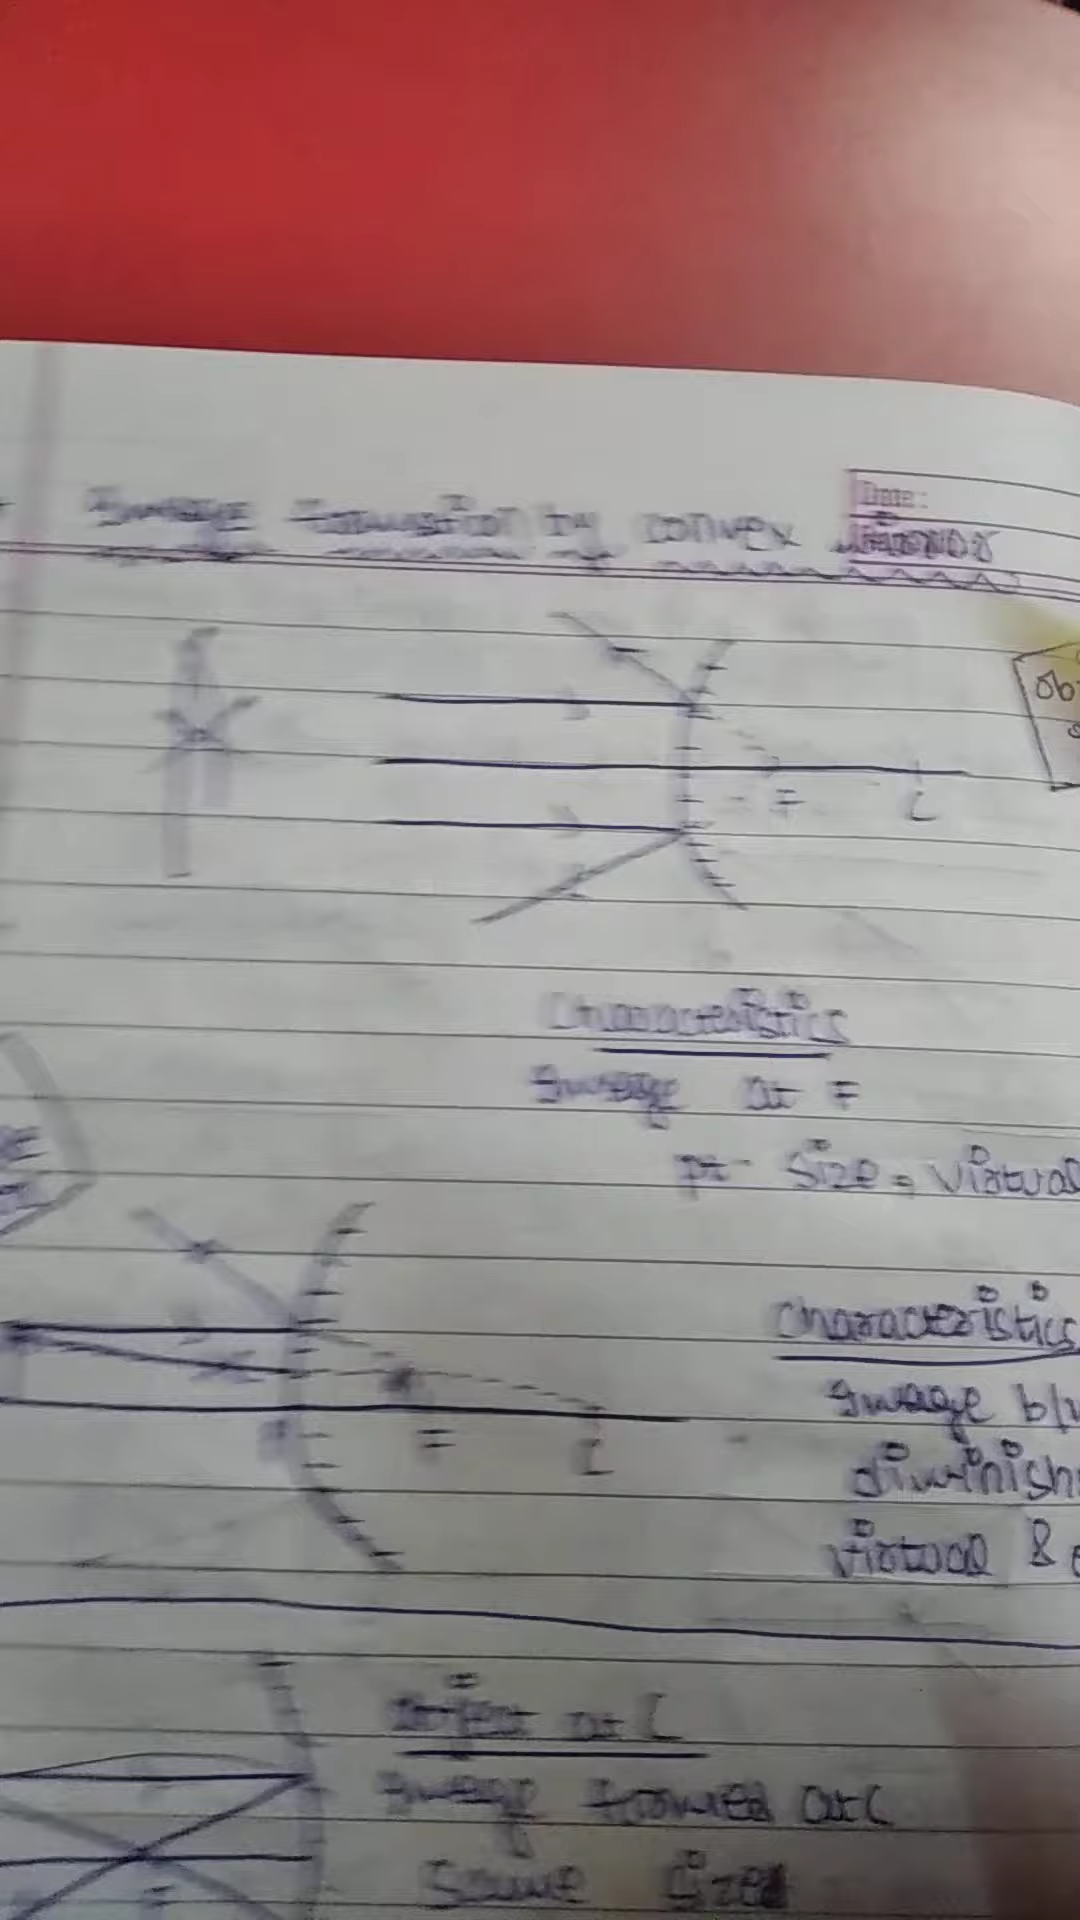 Date:
Image formation by convex mirror
Ob
F C
Characteristics
Image at F
pt- size, virtual
Characteristics
Image b/w
F C
diminish
virtual &
Object at C
Image formed at C
Same size
F